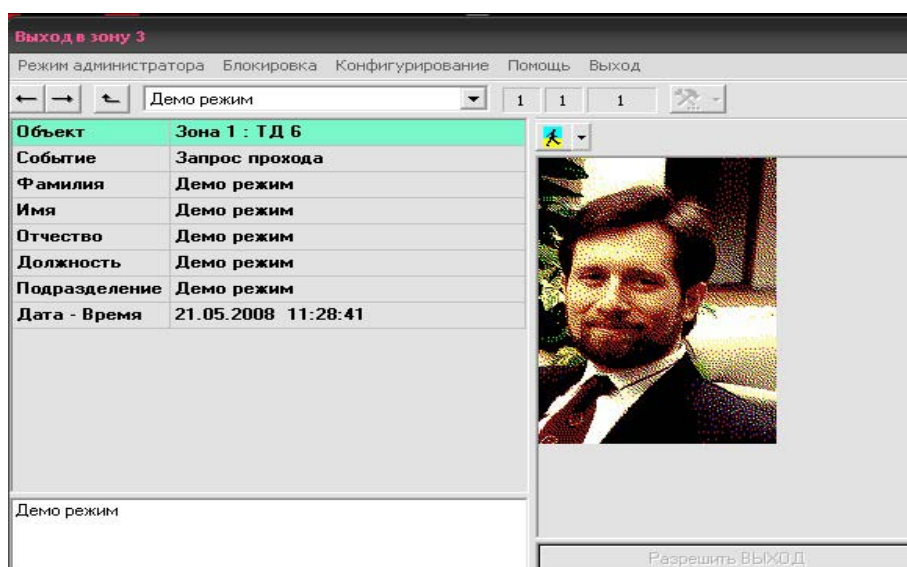 Выход в зону 3
Режим администратора Блокировка Конфигурирование Помощь Выход
Демо режим 1 1 1
Объект Зона 1 : ТД 6
Событие Запрос прохода
Фамилия Демо режим
Имя Демо режим
Отчество Демо режим
Должность Демо режим
Подразделение Демо режим
Дата - Время 21.05.2008 11:28:41
Демо режим
Разрешить ВЫХОД